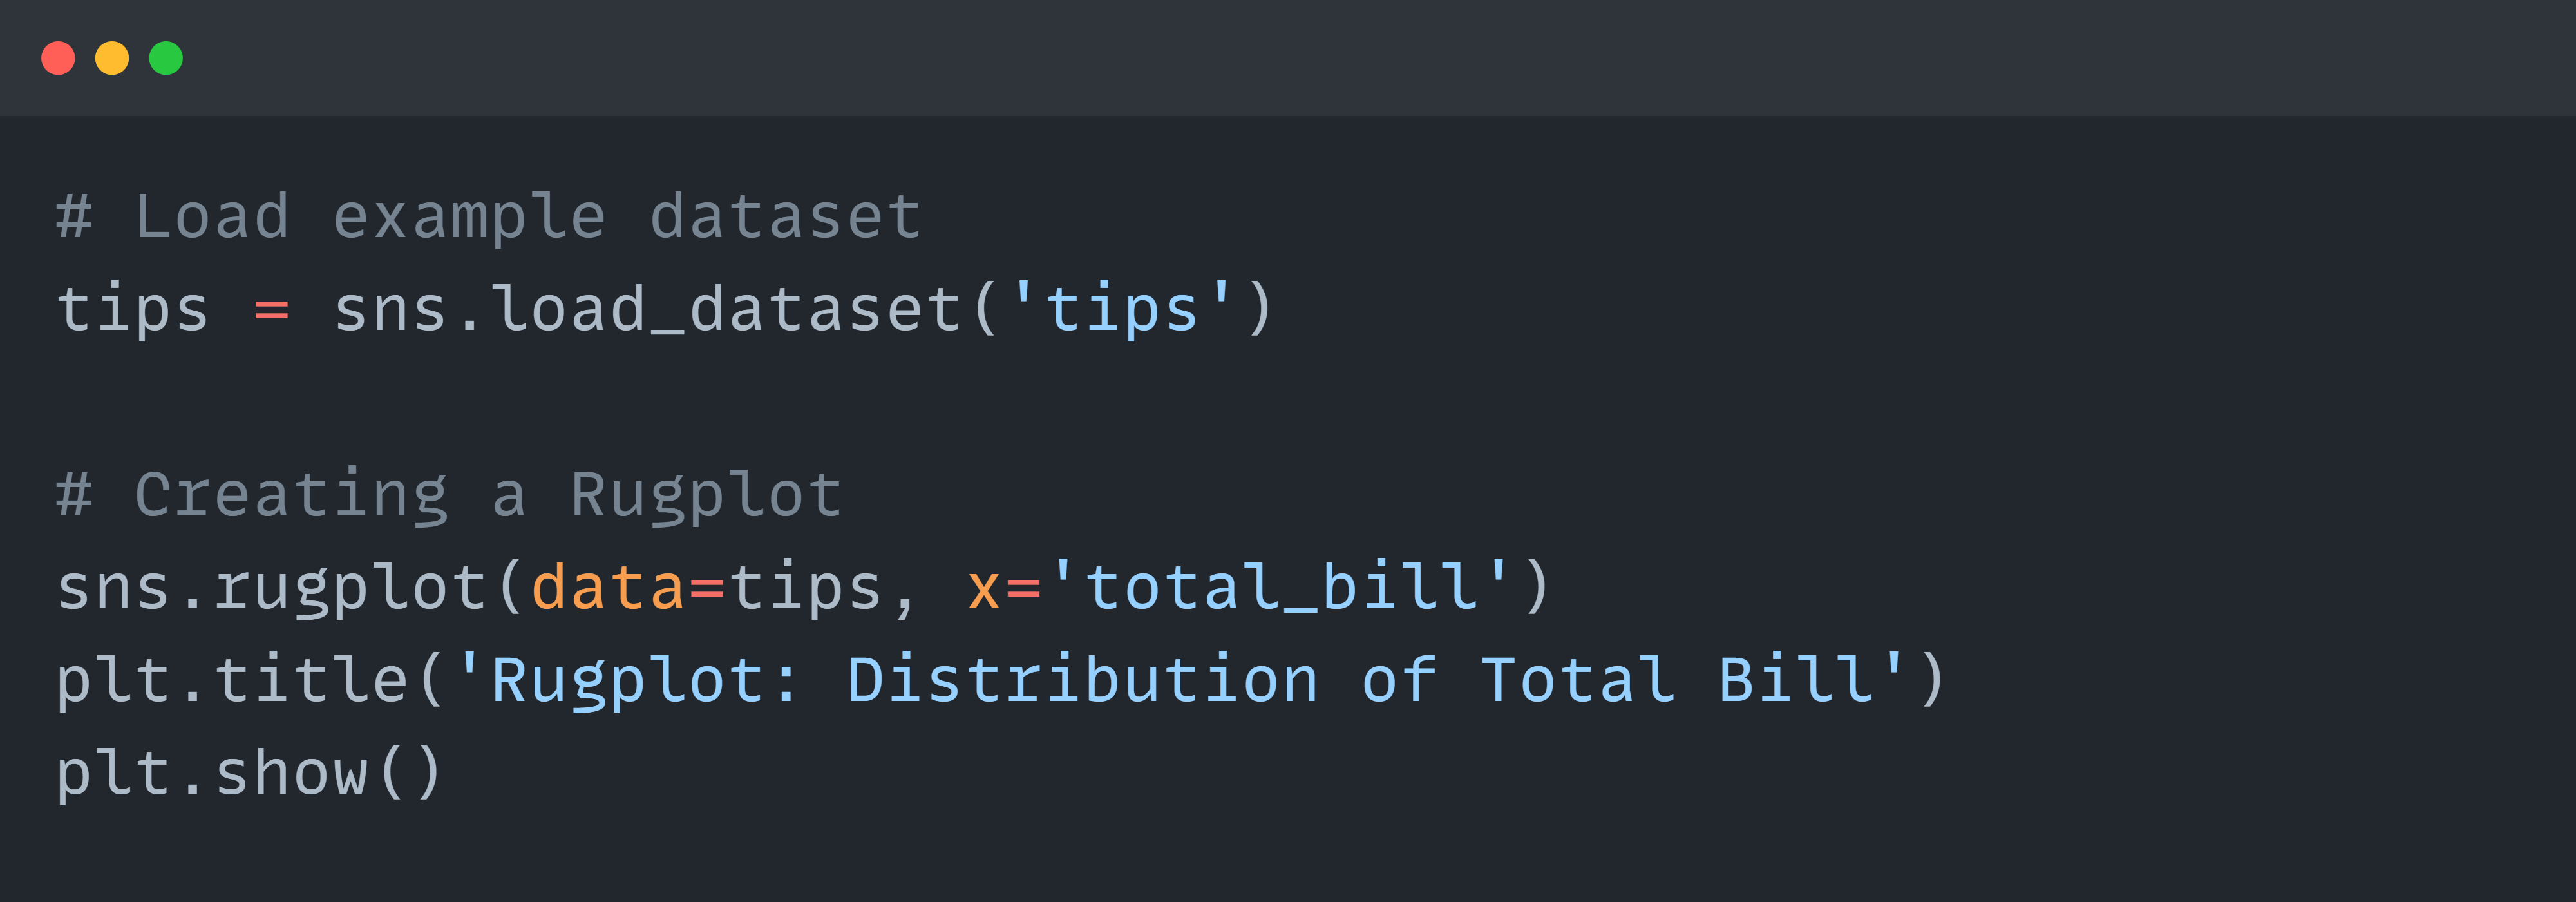 # Load example dataset
tips = sns.load_dataset('tips')
# Creating a Rugplot
sns.rugplot(data=tips, x='total_bill')
plt.title('Rugplot: Distribution of Total Bill')
plt.show()